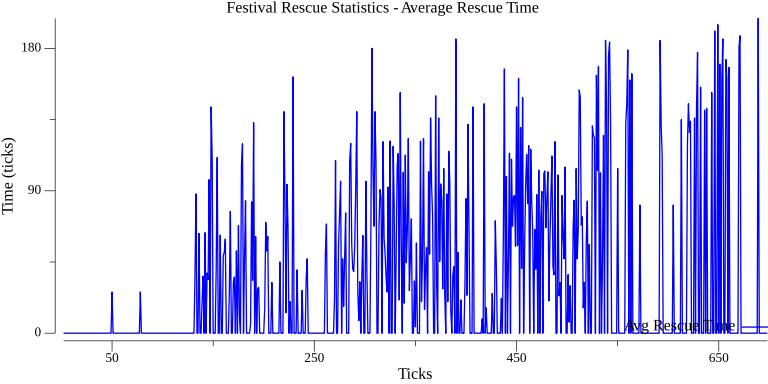 Festival Rescue Statistics - Average Rescue Time
Time (ticks)
180
90
0
Avg Rescue Time
50
250
450
650
Ticks